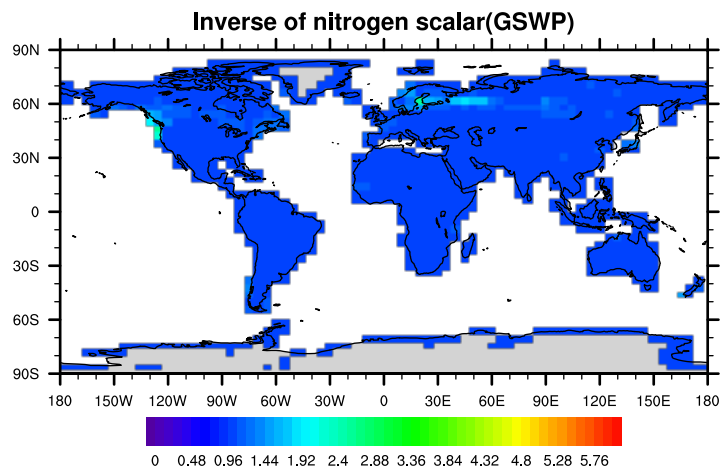 Inverse of nitrogen scalar(GSWP)
90N
60N
30N
0
30S
60S
90S
180 150W 120W 90W 60W 30W 0 30E 60E 90E 120E 150E 180
0 0.48 0.96 1.44 1.92 2.4 2.88 3.36 3.84 4.32 4.8 5.28 5.76